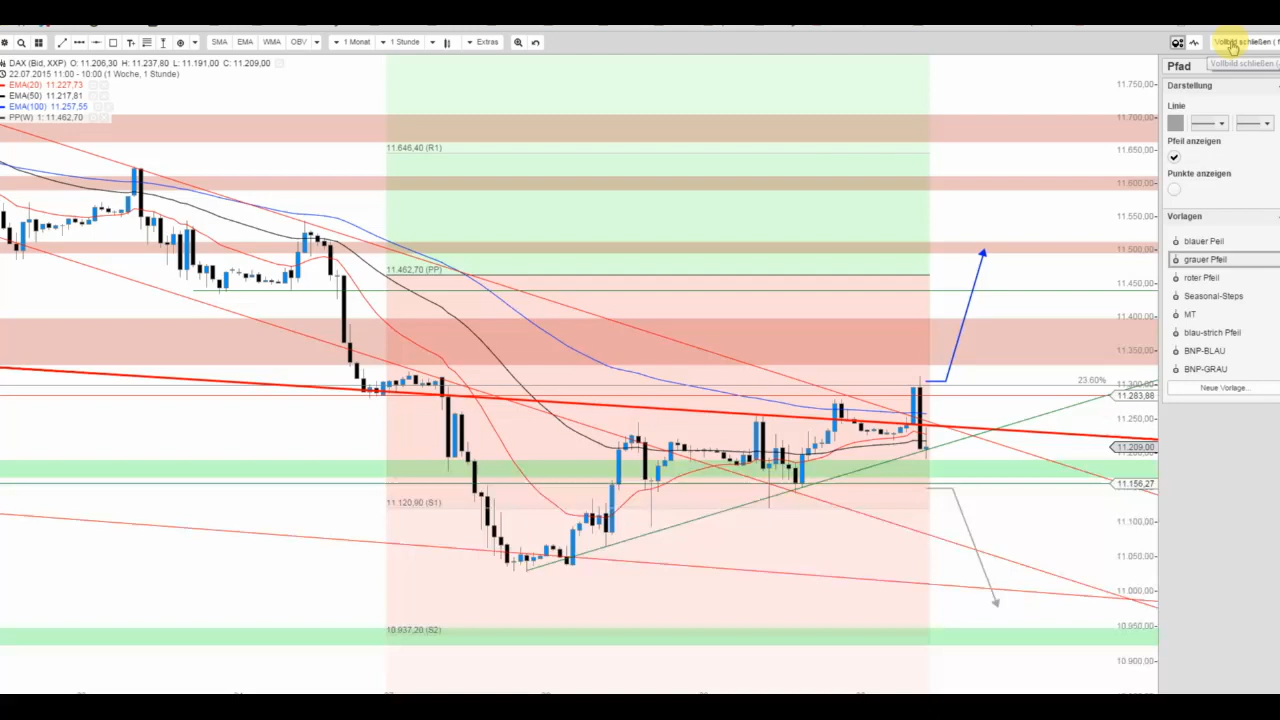 SMA EMA WMA OBV 1 Monat 1 Stunde Extras
Vollbild schließen (
Vollbild schließen (
DAX (Bid, XXP) O: 11.206,30 H: 11.237,80 L: 11.191,00 C: 11.209,00
22.07.2015 11:00 - 10:00 (1 Woche, 1 Stunde)
EMA(20) 11.227,73
EMA(50) 11.217,81
EMA(100) 11.257,55
PP(W) 1: 11.462,70
11.646,40 (R1)
11.462,70 (PP)
11.120,90 (S1)
10.937,20 (S2)
23.60%
11.750,00
11.700,00
11.650,00
11.600,00
11.550,00
11.500,00
11.450,00
11.400,00
11.350,00
11.300,00
11.283,88
11.250,00
11.209,00
11.156,27
11.100,00
11.050,00
11.000,00
10.950,00
10.900,00
Pfad
Darstellung
Linie
Pfeil anzeigen
Punkte anzeigen
Vorlagen
blauer Peil
grauer Pfeil
roter Pfeil
Seasonal-Steps
MT
blau-strich Pfeil
BNP-BLAU
BNP-GRAU
Neue Vorlage...